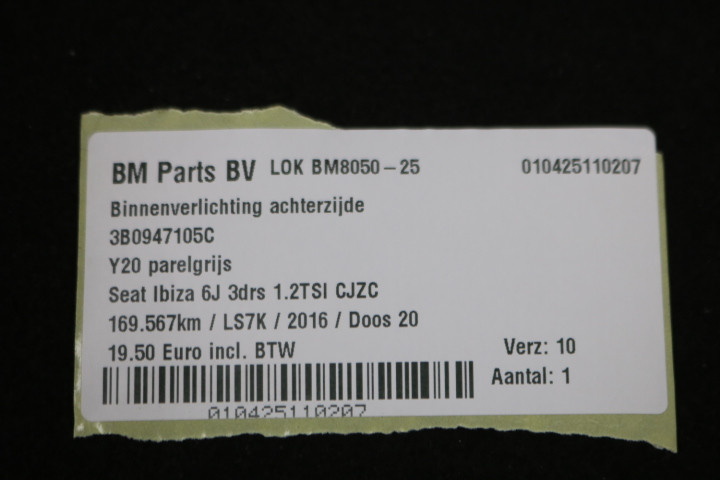 BM Parts BV LOK BM8050-25 010425110207
Binnenverlichting achterzijde
3B0947105C
Y20 parelgrijs
Seat Ibiza 6J 3drs 1.2TSI CJZC
169.567km / LS7K / 2016 / Doos 20
19.50 Euro incl. BTW Verz: 10
Aantal: 1
010425110207